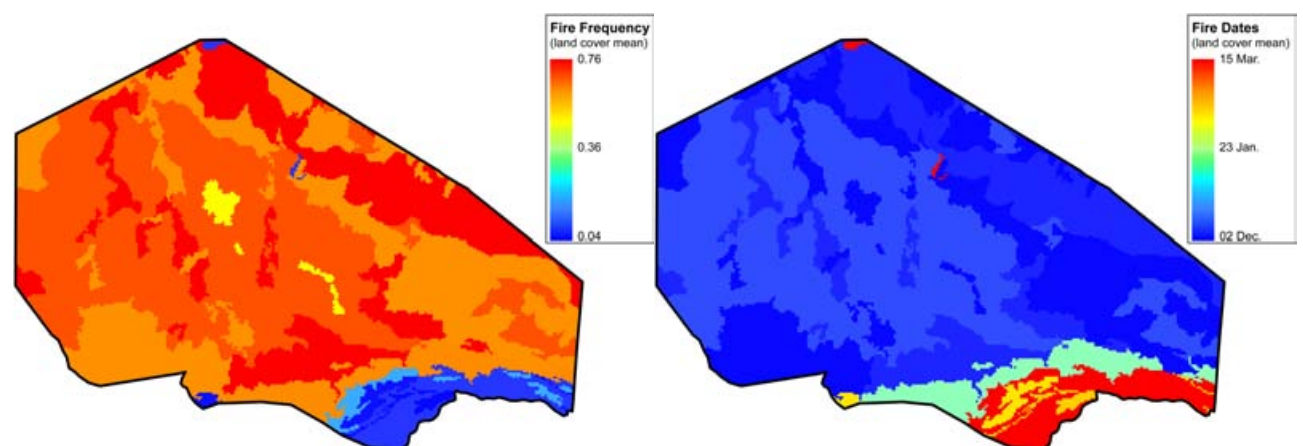 Fire Frequency
(land cover mean)
0.76
0.36
0.04
Fire Dates
(land cover mean)
15 Mar.
23 Jan.
02 Dec.